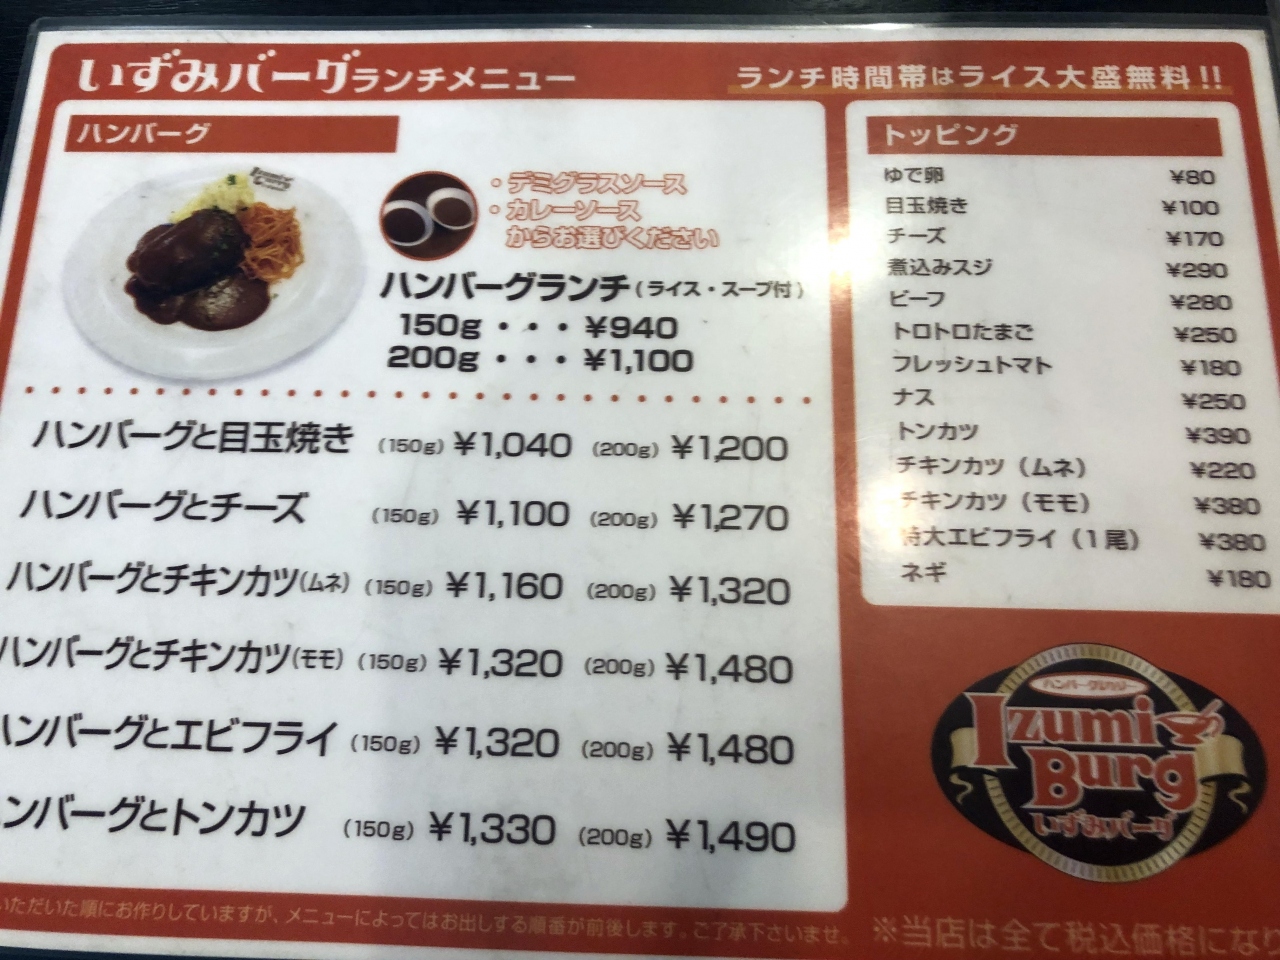 いずみバーグランチメニュー
ランチ時間帯はライス大盛無料!!
ハンバーグ
・デミグラスソース
・カレーソース
からお選びください
ハンバーグランチ(ライス・スープ付)
150g・・・¥940
200g・・・¥1,100
ハンバーグと目玉焼き (150g) ¥1,040 (200g) ¥1,200
ハンバーグとチーズ (150g) ¥1,100 (200g) ¥1,270
ハンバーグとチキンカツ(ムネ) (150g) ¥1,160 (200g) ¥1,320
ハンバーグとチキンカツ(モモ) (150g) ¥1,320 (200g) ¥1,480
ハンバーグとエビフライ (150g) ¥1,320 (200g) ¥1,480
ンバーグとトンカツ (150g) ¥1,330 (200g) ¥1,490
いただいた順にお作りしていますが、メニューによってはお出しする順番が前後します。ご了承下さいませ。
トッピング
ゆで卵 ¥80
目玉焼き ¥100
チーズ ¥170
煮込みスジ ¥290
ビーフ ¥280
トロトロたまご ¥250
フレッシュトマト ¥180
ナス ¥250
トンカツ ¥390
チキンカツ(ムネ) ¥220
チキンカツ(モモ) ¥380
特大エビフライ(1尾) ¥380
ネギ ¥180
Izumi
Burg
いずみバーグ
※当店は全て税込価格になり